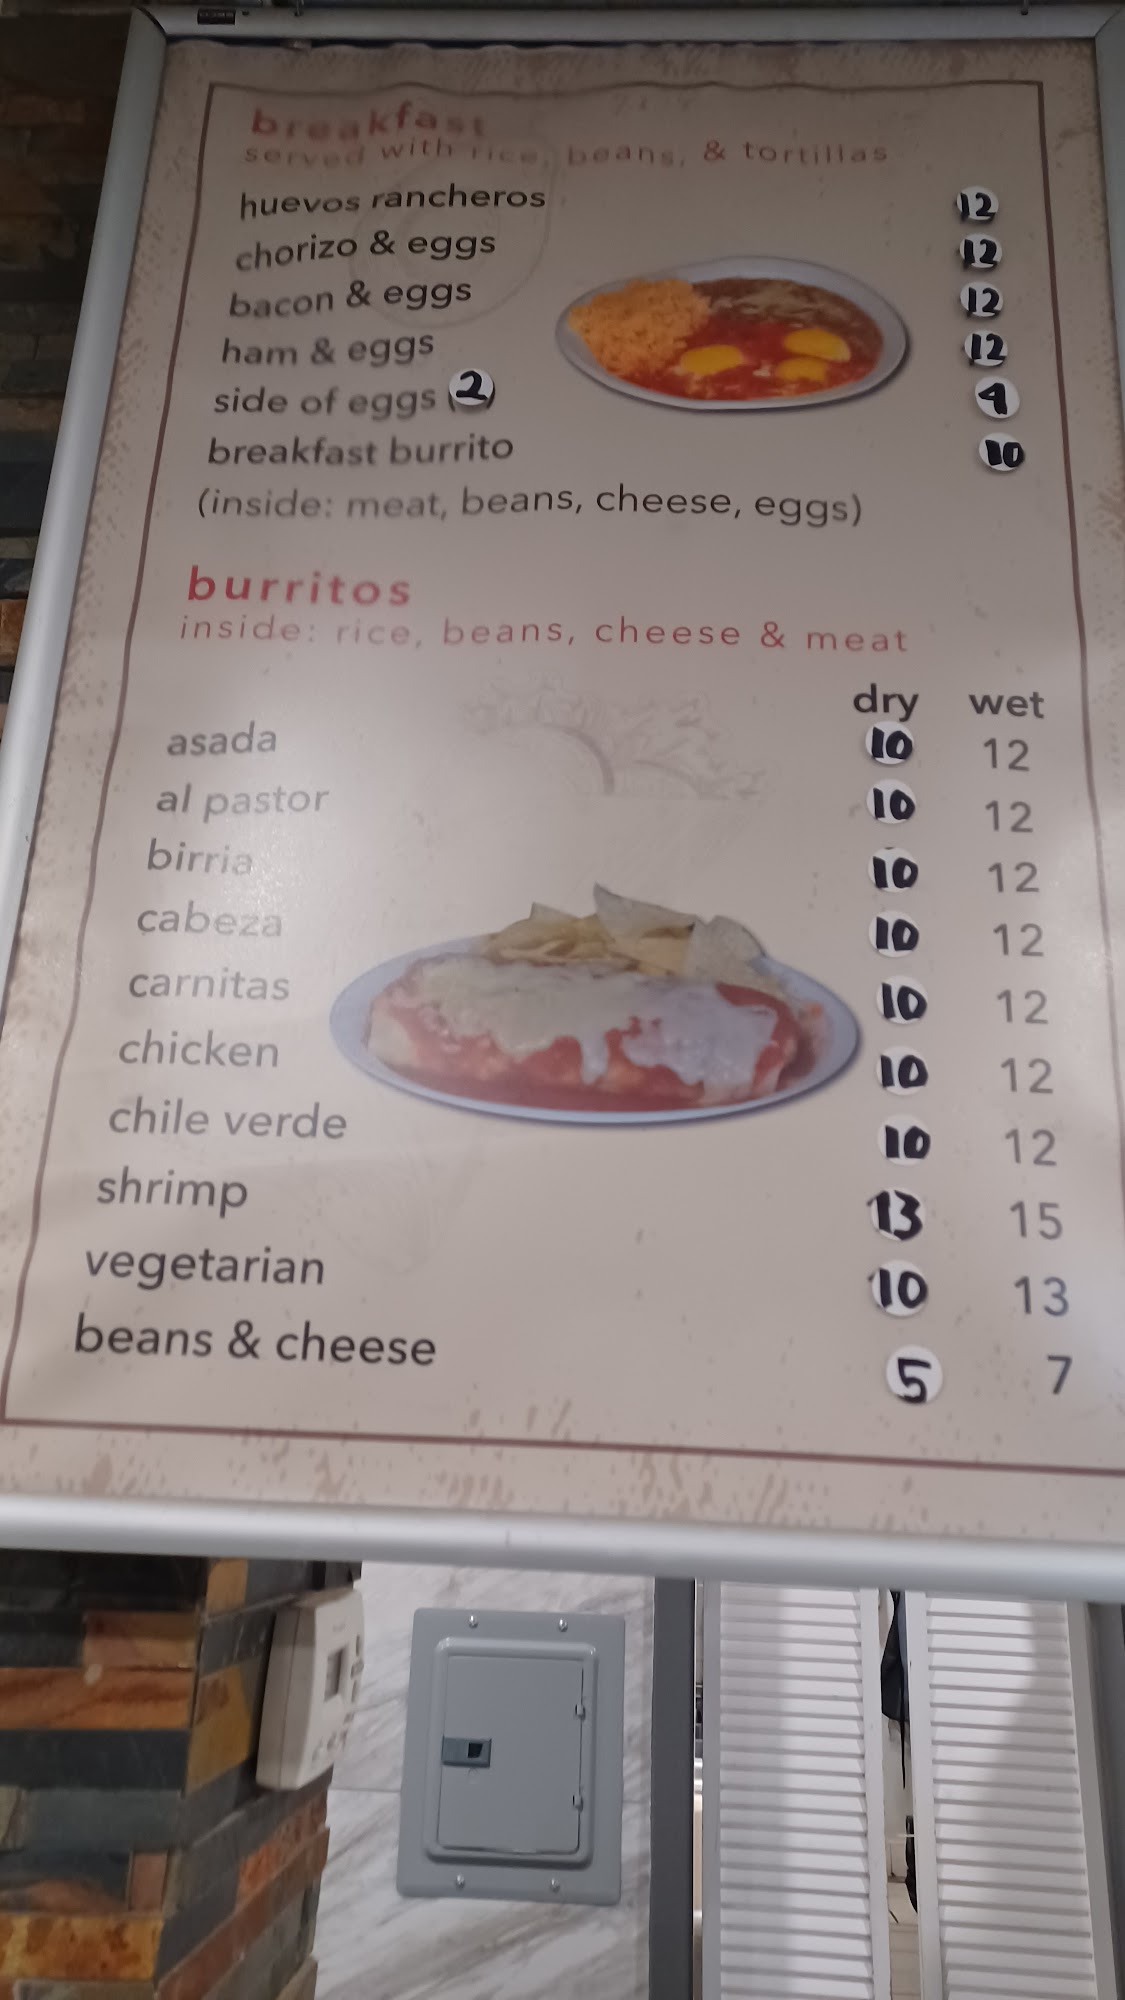 breakfast
served with rice, beans, & tortillas
huevos rancheros 12
chorizo & eggs 12
bacon & eggs 12
ham & eggs 12
side of eggs (2) 4
breakfast burrito 10
(inside: meat, beans, cheese, eggs)
burritos
inside: rice, beans, cheese & meat
dry wet
asada 10 12
al pastor 10 12
birria 10 12
cabeza 10 12
carnitas 10 12
chicken 10 12
chile verde 10 12
shrimp 13 15
vegetarian 10 13
beans & cheese 5 7